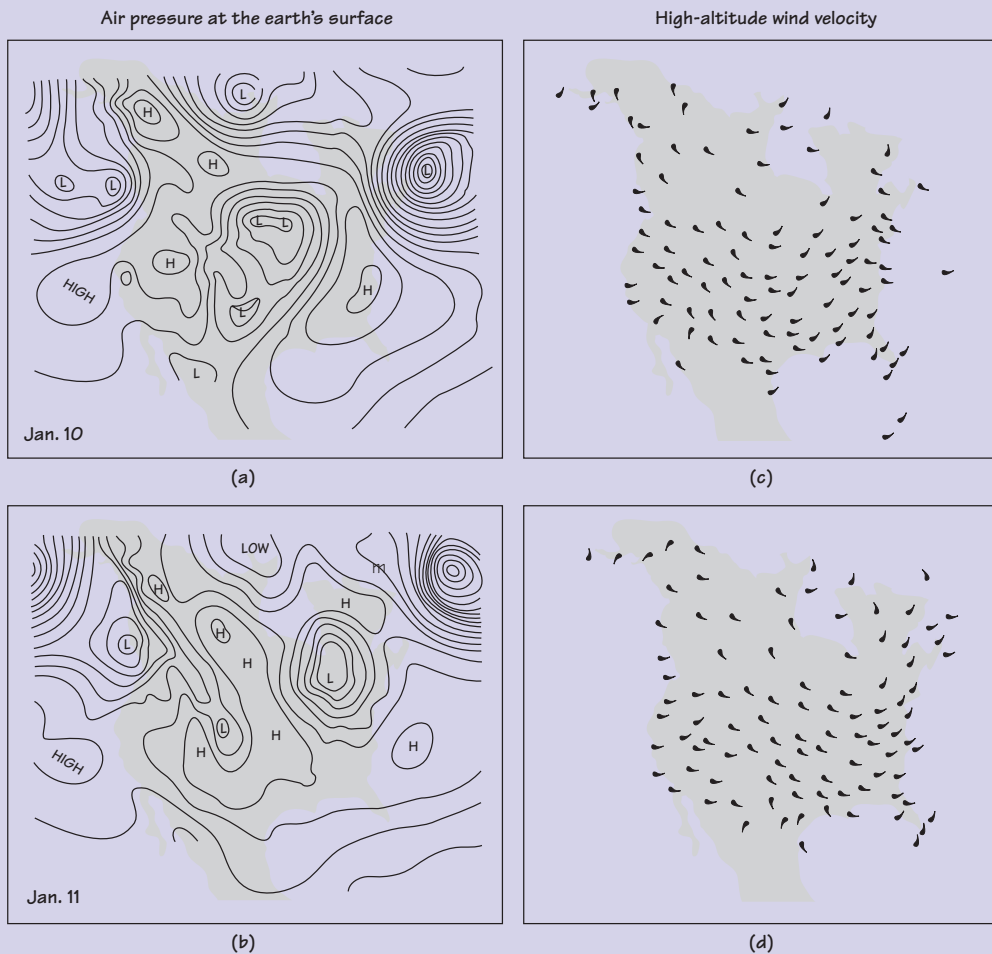 Air pressure at the earth's surface
High-altitude wind velocity
L
H
H
L
L
L
L
L
H
HIGH
H
L
L
Jan. 10
(a)
(c)
LOW
H
H
H
L
H
L
L
H
H
H
HIGH
Jan. 11
(b)
(d)